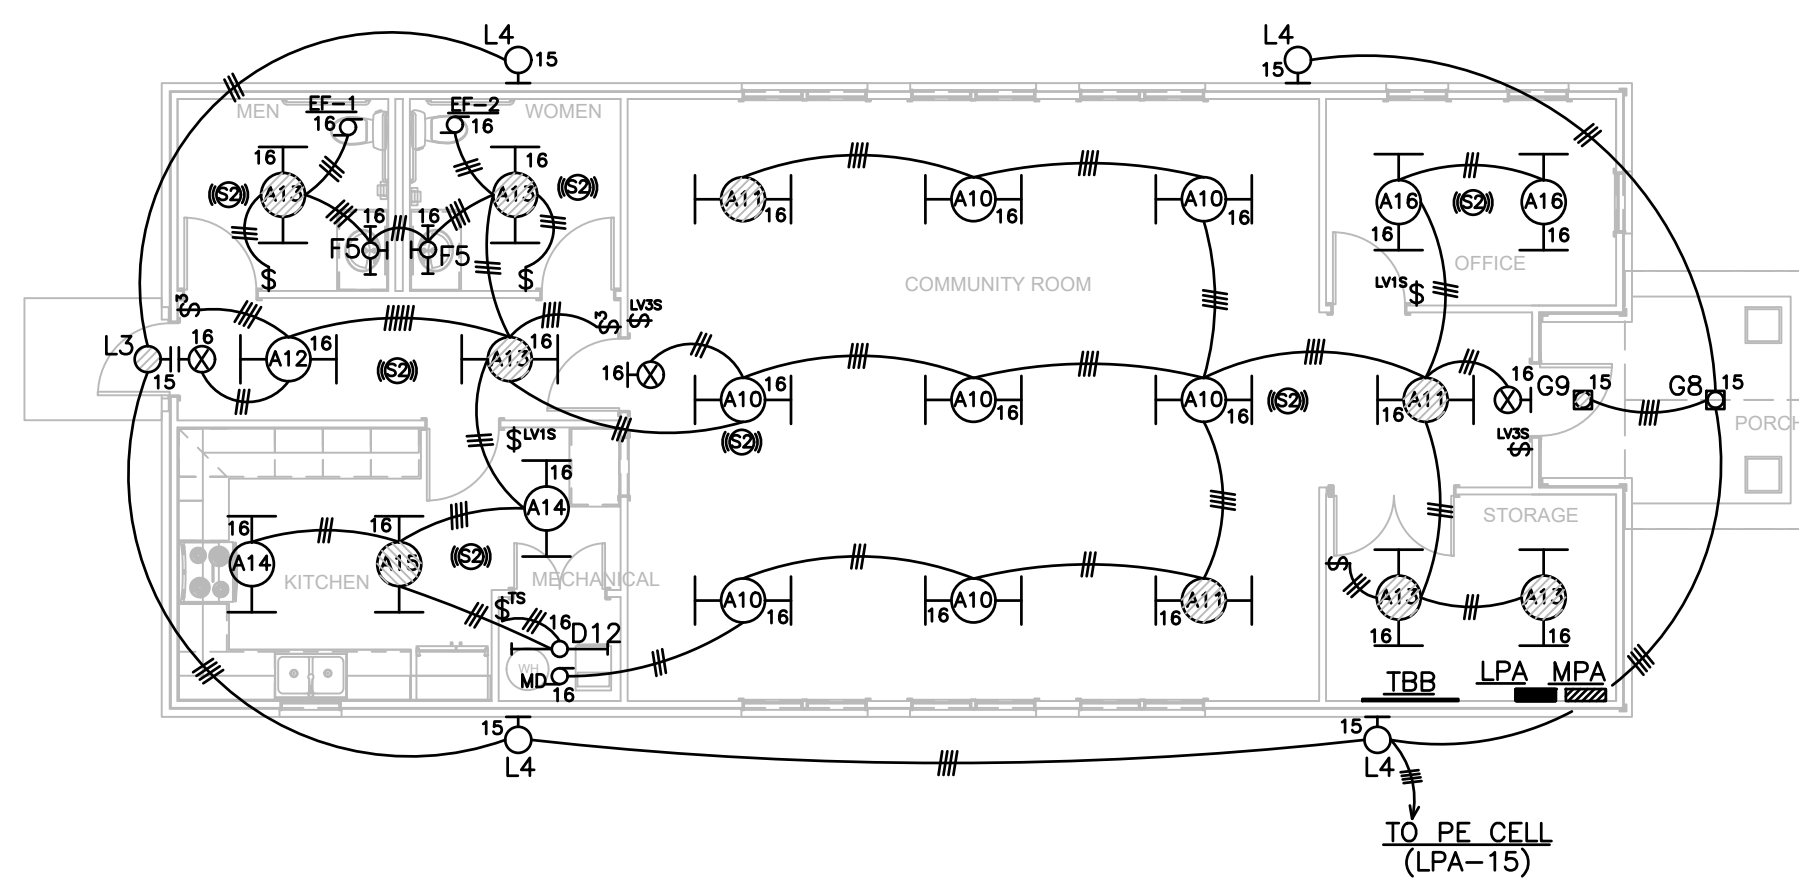 L4 L4
15 15
MEN EF-1 EF-2 WOMEN
16 16
16 16
A13 S2 A13 S2
16 16
F5 F5
$ $
A11 16 A10 16 A10 16
A16 S2 A16
16 16
COMMUNITY ROOM
OFFICE
LV1S $
$3 $3 LV3S $
L3 16 A12 16 S2 A13 16
15
16 A10 16 A10 16 A10 16 S2 A11 16
S2
16 G9 15 G8 15
PORCH
LV3S $
$ LV1S
16 A14
16 A14 16 A15 S2
KITCHEN MECHANICAL
STORAGE
$ TS 16 D12
WH
MD 16
A10 16 A10 16 A11 16
$ A13 A13
16 16
TBB LPA MPA
15 L4
15 L4
TO PE CELL
(LPA-15)